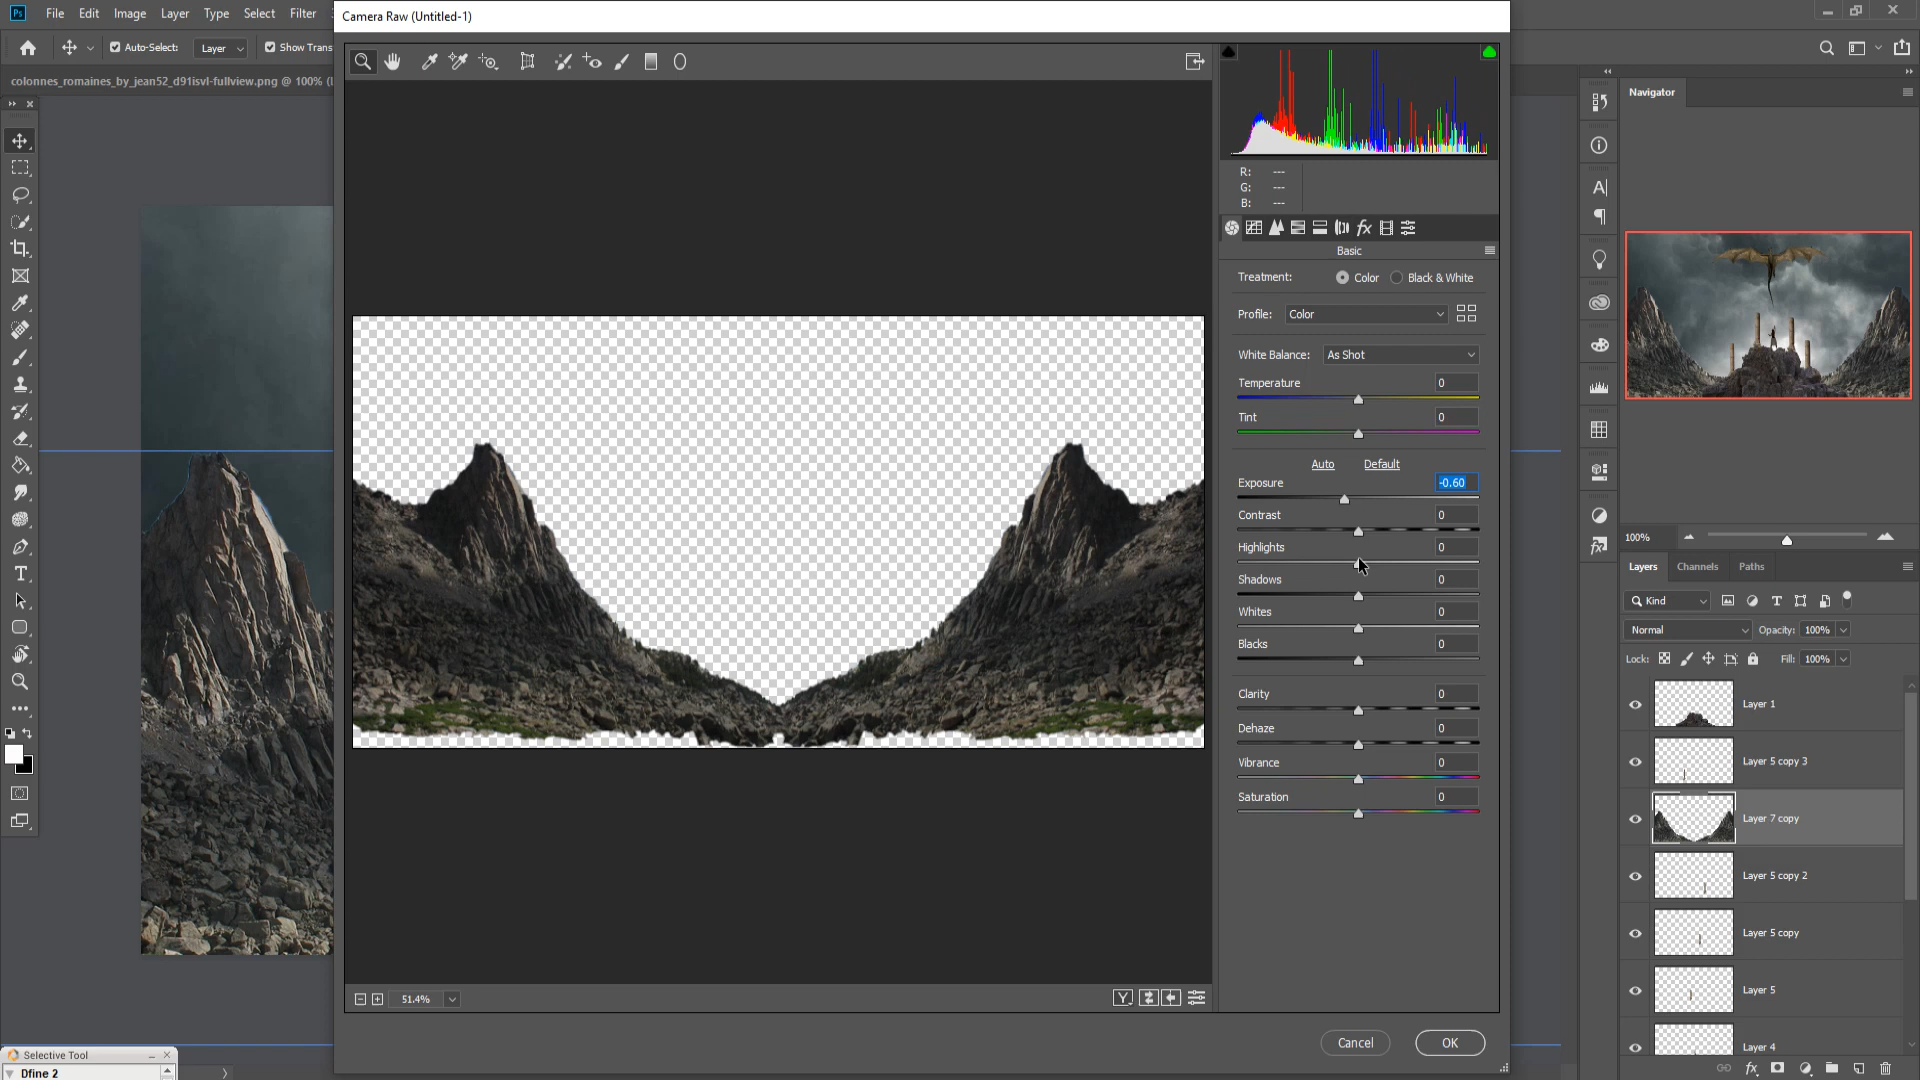 Ps File Edit Image Layer Type Select Filter
Camera Raw (Untitled-1)
Auto-Select: Layer Show Trans
colonnes_romaines_by_jean52_d91isvl-fullview.png @ 100%
Navigator
R: ---
G: ---
B: ---
Basic
Treatment: Color Black & White
Profile: Color
White Balance: As Shot
Temperature 0
Tint 0
Auto Default
Exposure -0.60
Contrast 0
Highlights 0
Shadows 0
Whites 0
Blacks 0
Clarity 0
Dehaze 0
Vibrance 0
Saturation 0
100%
Layers Channels Paths
Kind
Normal Opacity: 100%
Lock: Fill: 100%
Layer 1
Layer 5 copy 3
Layer 7 copy
Layer 5 copy 2
Layer 5 copy
Layer 5
Layer 4
51.4%
Cancel OK
Selective Tool
Dfine 2